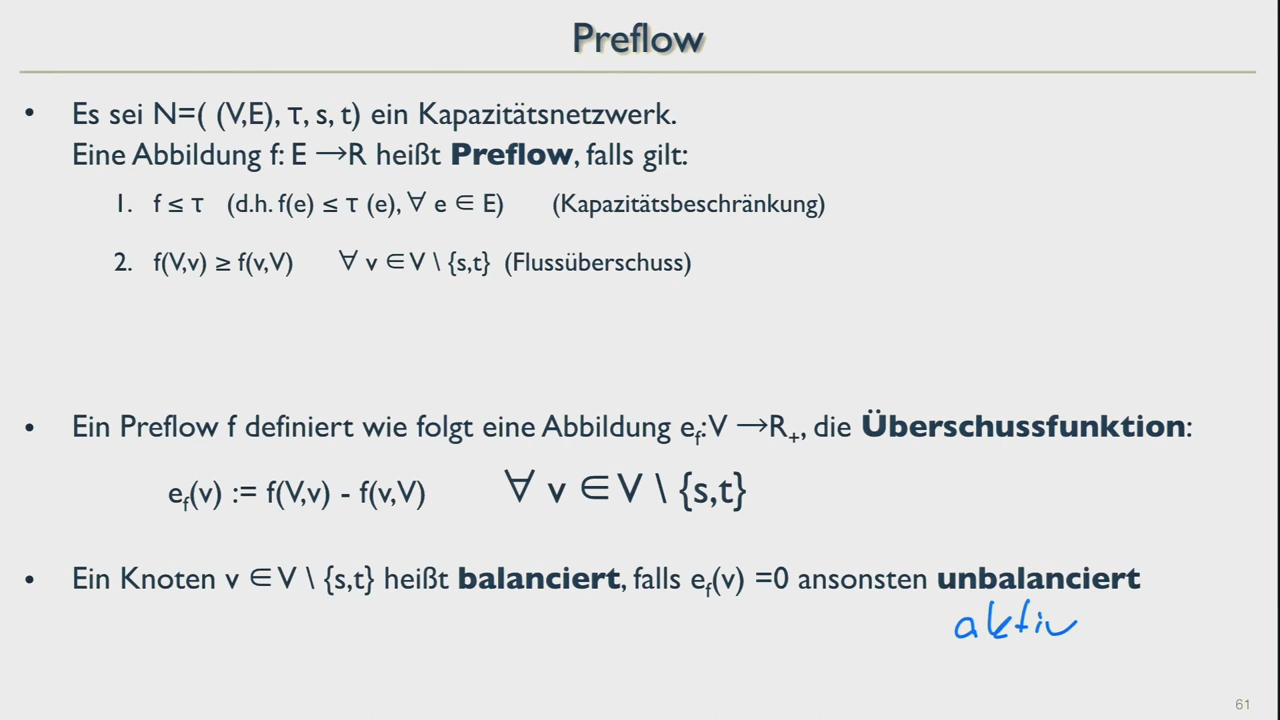 Preflow
• Es sei N=( (V,E), τ, s, t) ein Kapazitätsnetzwerk.
Eine Abbildung f: E →R heißt Preflow, falls gilt:
1. f ≤ τ (d.h. f(e) ≤ τ (e), ∀ e ∈ E) (Kapazitätsbeschränkung)
2. f(V,v) ≥ f(v,V) ∀ v ∈ V \ {s,t} (Flussüberschuss)
• Ein Preflow f definiert wie folgt eine Abbildung e_f: V →R₊, die Überschussfunktion:
e_f(v) := f(V,v) - f(v,V) ∀ v ∈ V \ {s,t}
• Ein Knoten v ∈ V \ {s,t} heißt balanciert, falls e_f(v) =0 ansonsten unbalanciert
aktiv
61